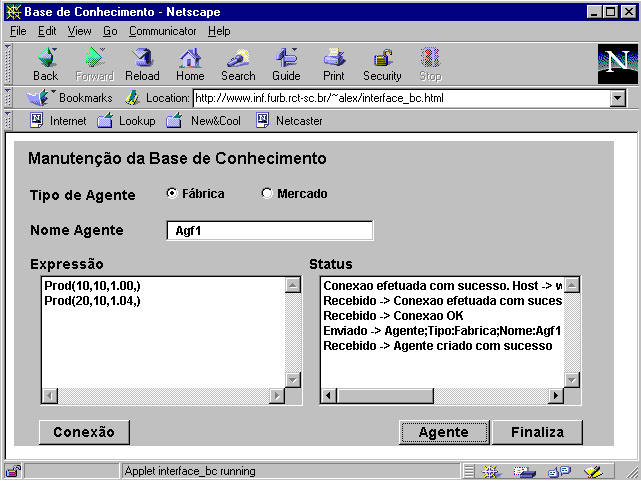 Base de Conhecimento - Netscape
File Edit View Go Communicator Help
Back Forward Reload Home Search Guide Print Security Stop
N
Bookmarks Location: http://www.inf.furb.rct-sc.br/~alex/interface_bc.html
Internet Lookup New&Cool Netcaster
Manutenção da Base de Conhecimento
Tipo de Agente Fábrica Mercado
Nome Agente Agf1
Expressão Status
Prod(10,10,1.00,)
Prod(20,10,1.04,)
Conexao efetuada com sucesso. Host -> w
Recebido -> Conexao efetuada com suces
Recebido -> Conexao OK
Enviado -> Agente;Tipo:Fabrica;Nome:Agf1
Recebido -> Agente criado com sucesso
Conexão Agente Finaliza
Applet interface_bc running